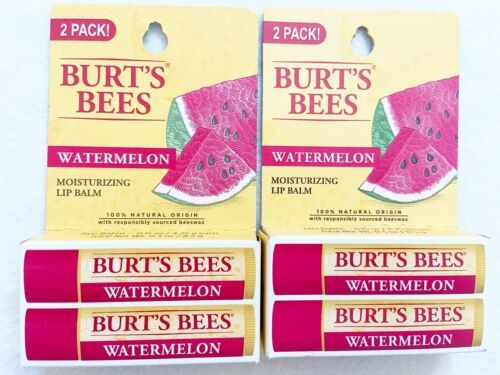 2 PACK!
BURT'S
BEES
WATERMELON
MOISTURIZING
LIP BALM
100% NATURAL ORIGIN
with responsibly sourced beeswax
BURT'S BEES
WATERMELON
BURT'S BEES
WATERMELON
2 PACK!
BURT'S
BEES
WATERMELON
MOISTURIZING
LIP BALM
100% NATURAL ORIGIN
with responsibly sourced beeswax
BURT'S BEES
WATERMELON
BURT'S BEES
WATERMELON